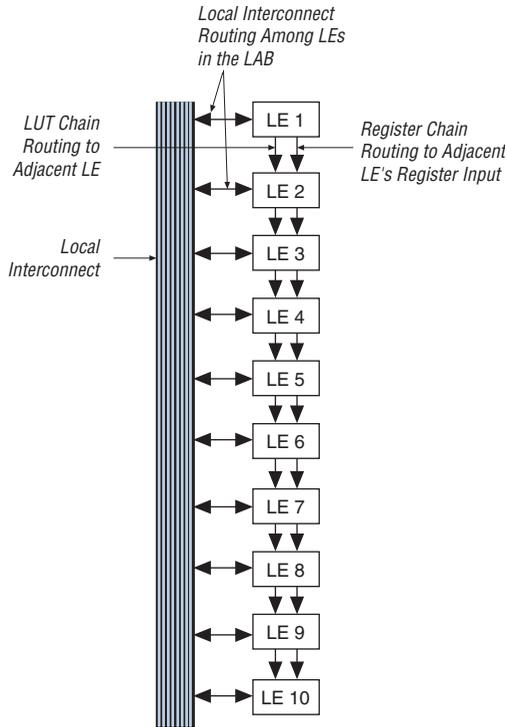 Local Interconnect
Routing Among LEs
in the LAB
LUT Chain
Routing to
Adjacent LE
LE 1
Register Chain
Routing to Adjacent
LE's Register Input
LE 2
Local
Interconnect
LE 3
LE 4
LE 5
LE 6
LE 7
LE 8
LE 9
LE 10